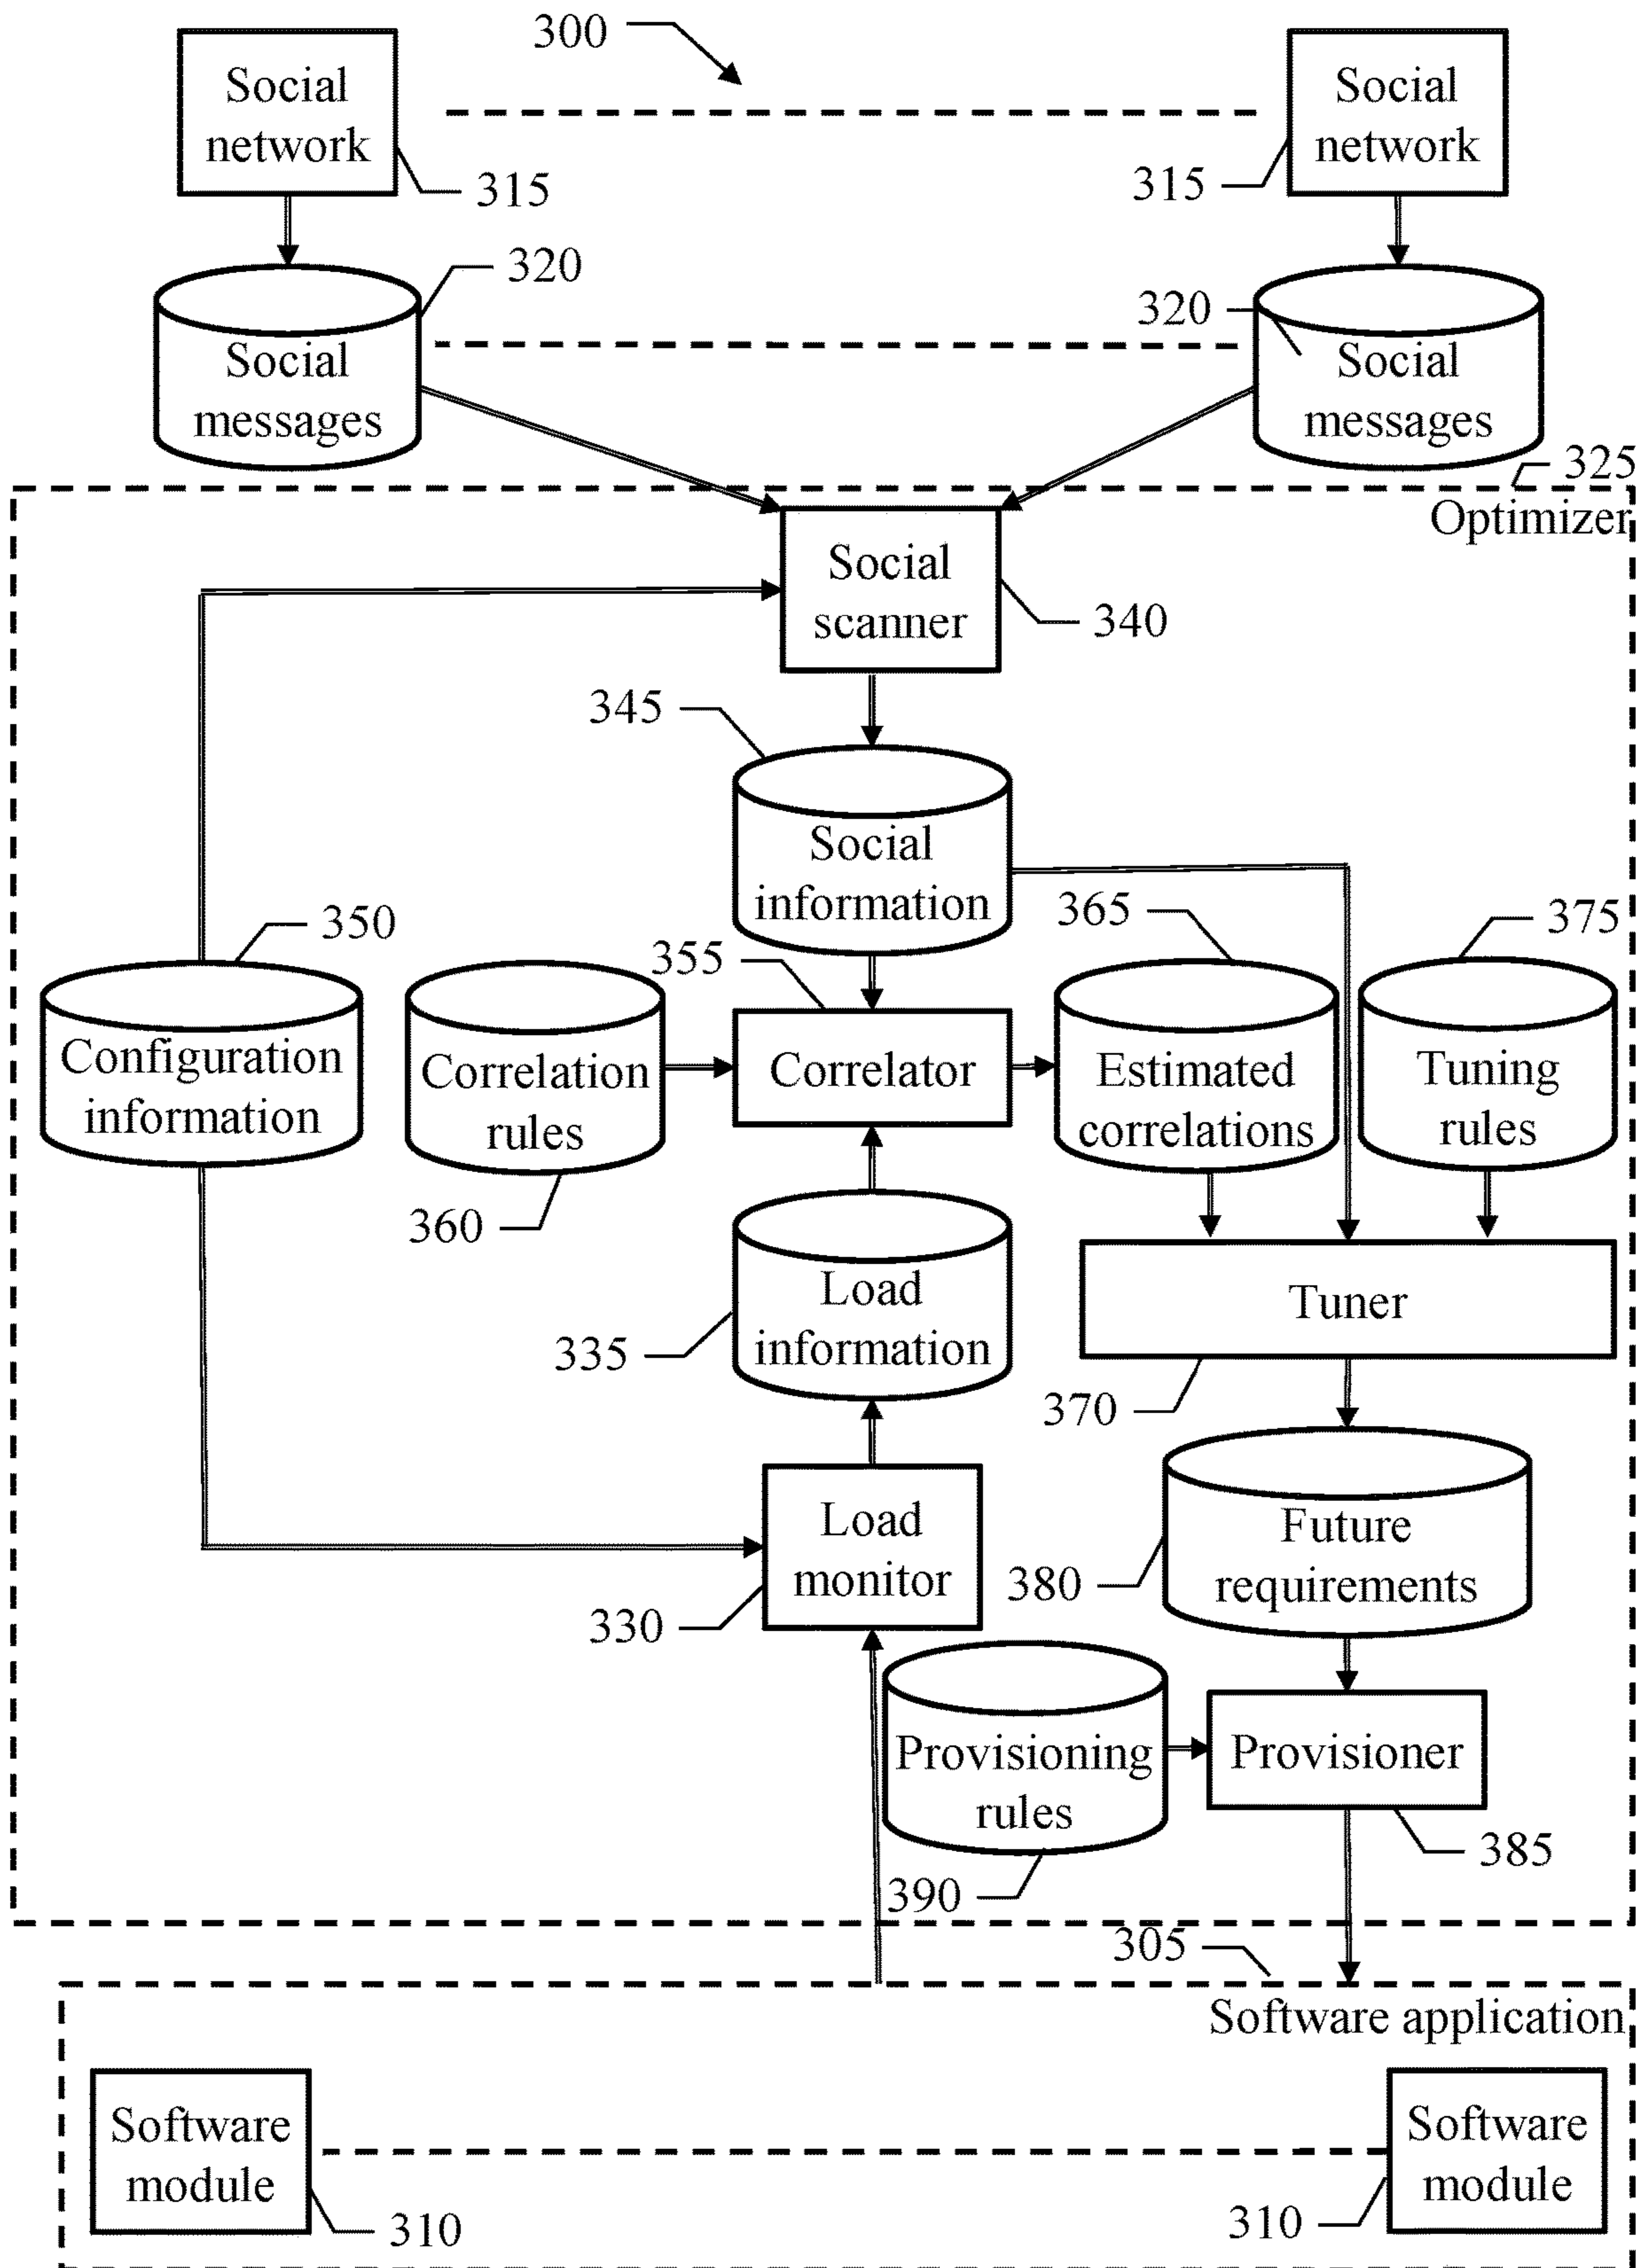 300
Social
network
315
Social
network
315
320
Social
messages
320
Social
messages
325
Optimizer
Social
scanner
340
345
Social
information
350
Configuration
information
355
365
375
Correlation
rules
360
Correlator
Estimated
correlations
Tuning
rules
Load
information
335
Tuner
370
Load
monitor
330
Future
requirements
380
Provisioning
rules
390
Provisioner
385
305
Software application
Software
module
310
Software
module
310